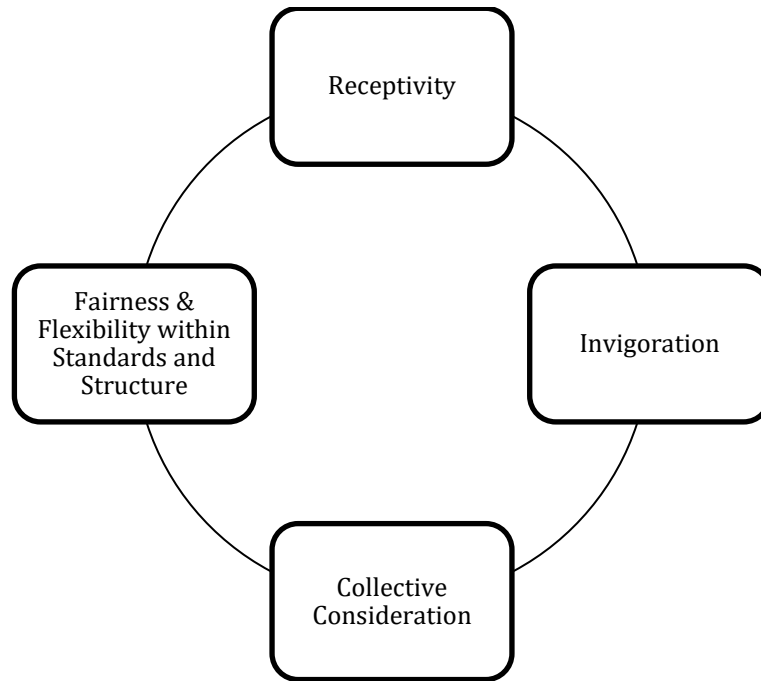 Receptivity
Fairness &
Flexibility within
Standards and
Structure
Invigoration
Collective
Consideration